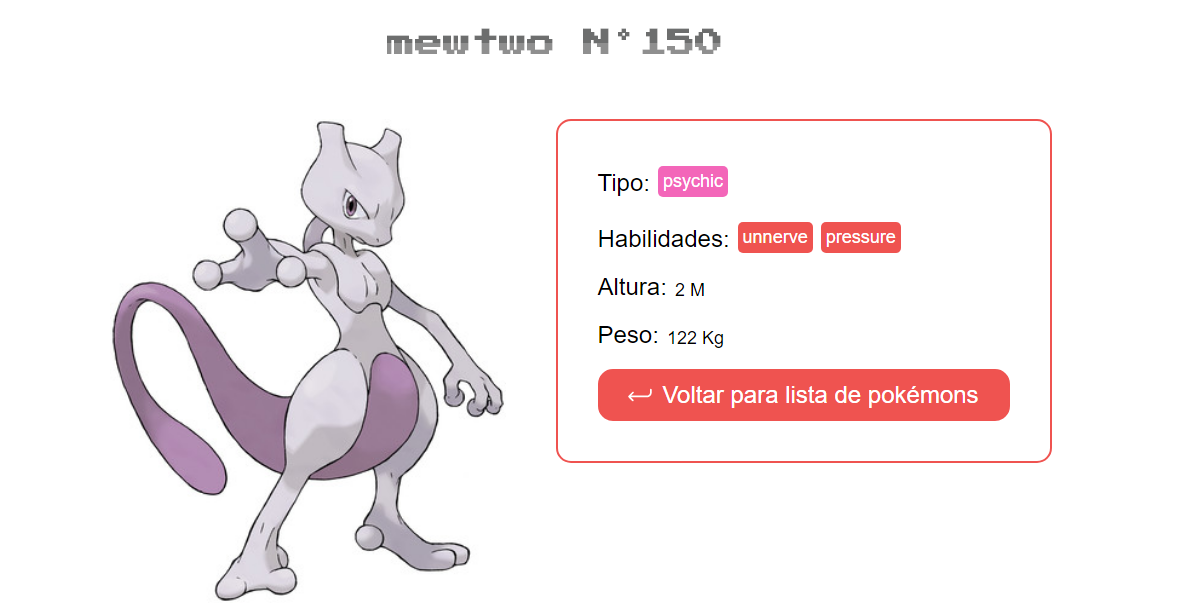 mewtwo N°150
Tipo: psychic
Habilidades: unnerve pressure
Altura: 2 M
Peso: 122 Kg
Voltar para lista de pokémons